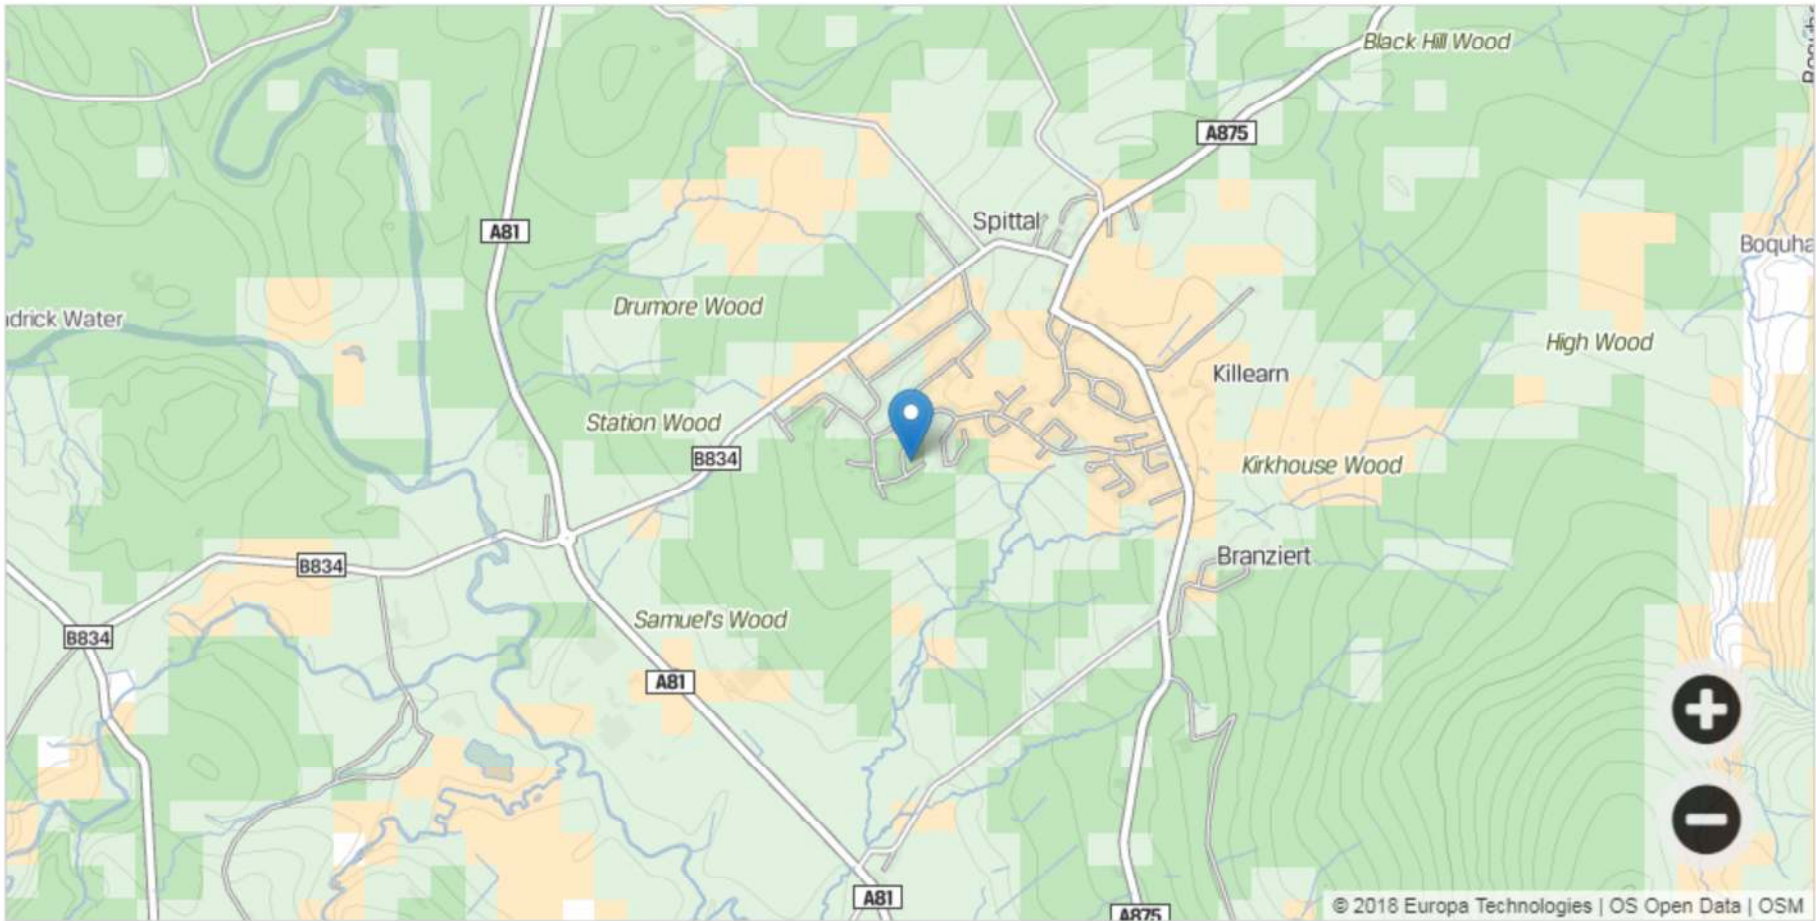 Black Hill Wood
A875
Spittal
A81
Boquha
Drumore Wood
adrick Water
High Wood
Killearn
Station Wood
B834
Kirkhouse Wood
Branziert
B834
Samuel's Wood
B834
A81
A81
A875
© 2018 Europa Technologies | OS Open Data | OSM